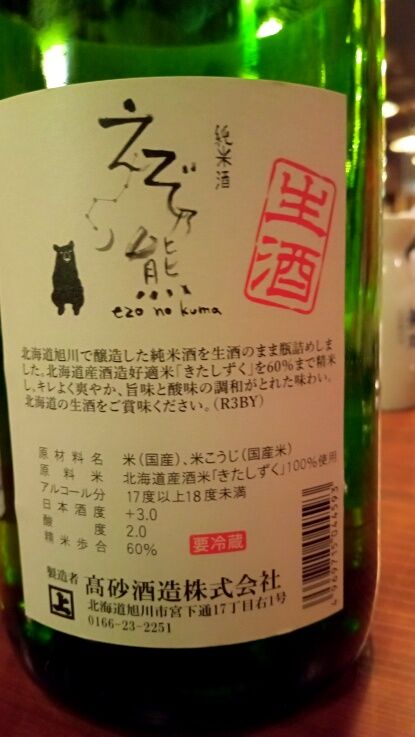 純米酒
えぞ乃熊
ezo no kuma
生酒
北海道旭川で醸造した純米酒を生酒のまま瓶詰めしま
した。北海道産酒造好適米「きたしずく」を60%まで精米
し、キレよく爽やか、旨味と酸味の調和がとれた味わい。
北海道の生酒をご賞味ください。(R3BY)
原材料名 米(国産)、米こうじ(国産米)
原料米 北海道産酒米「きたしずく」100%使用
アルコール分 17度以上18度未満
日本酒度 +3.0
酸度 2.0
精米歩合 60%
要冷蔵
製造者 髙砂酒造株式会社
上
北海道旭川市宮下通17丁目右1号
0166-23-2251